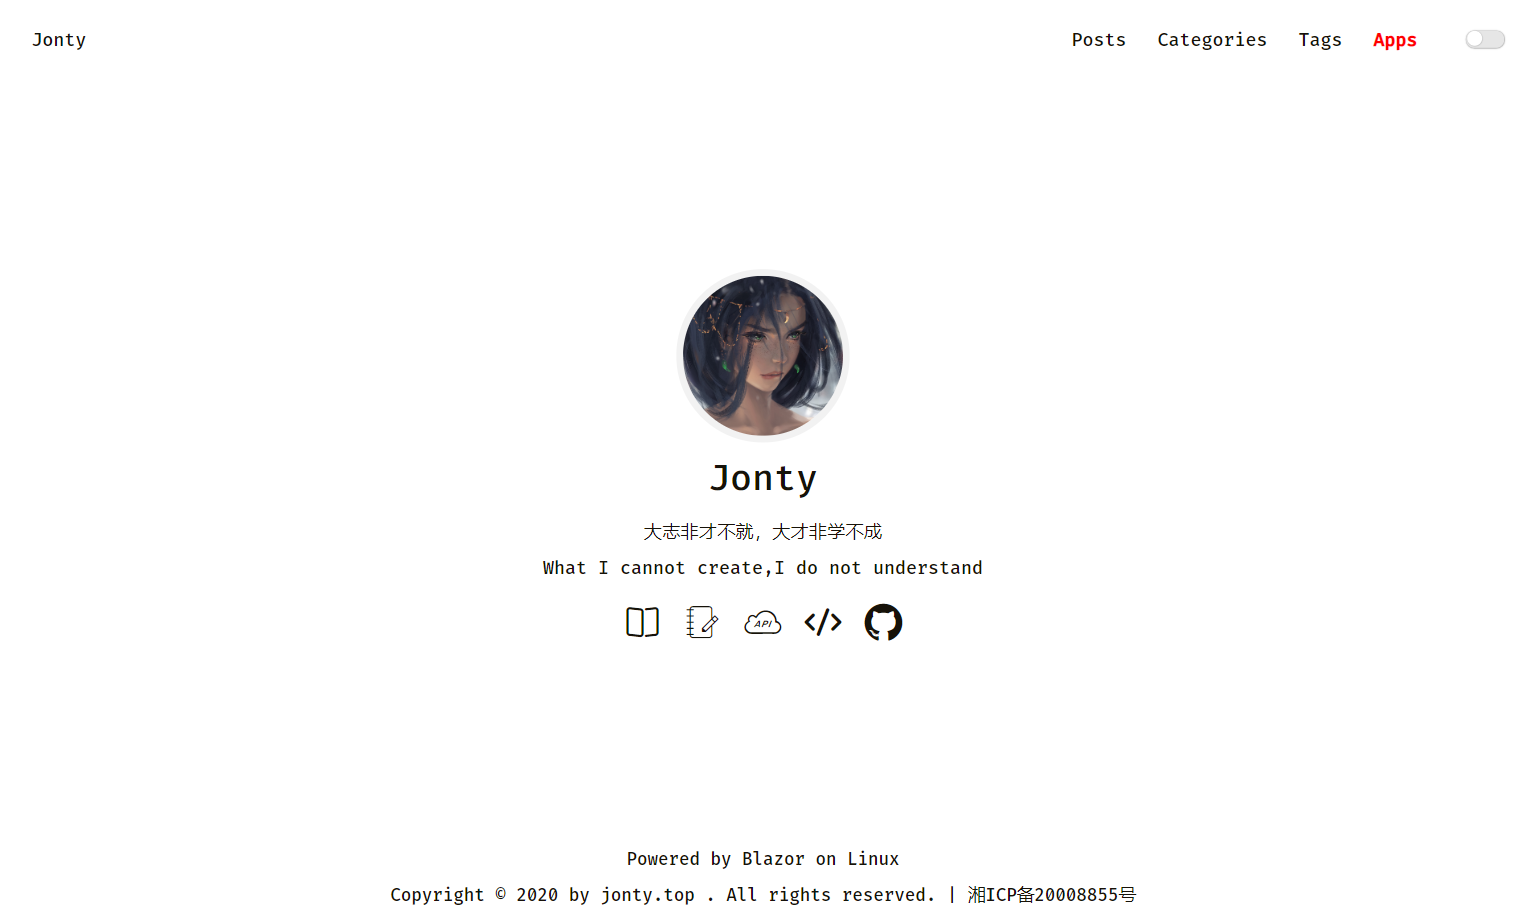 Jonty
Posts Categories Tags Apps
Jonty
大志非才不就，大才非学不成
What I cannot create,I do not understand
API
Powered by Blazor on Linux
Copyright © 2020 by jonty.top . All rights reserved. | 湘ICP备20008855号